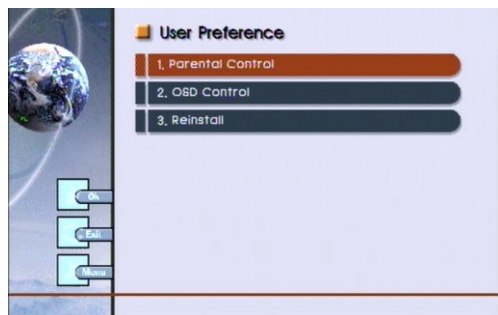 User Preference
1. Parental Control
2. OSD Control
3. Reinstall
Ok
Exit
Menu